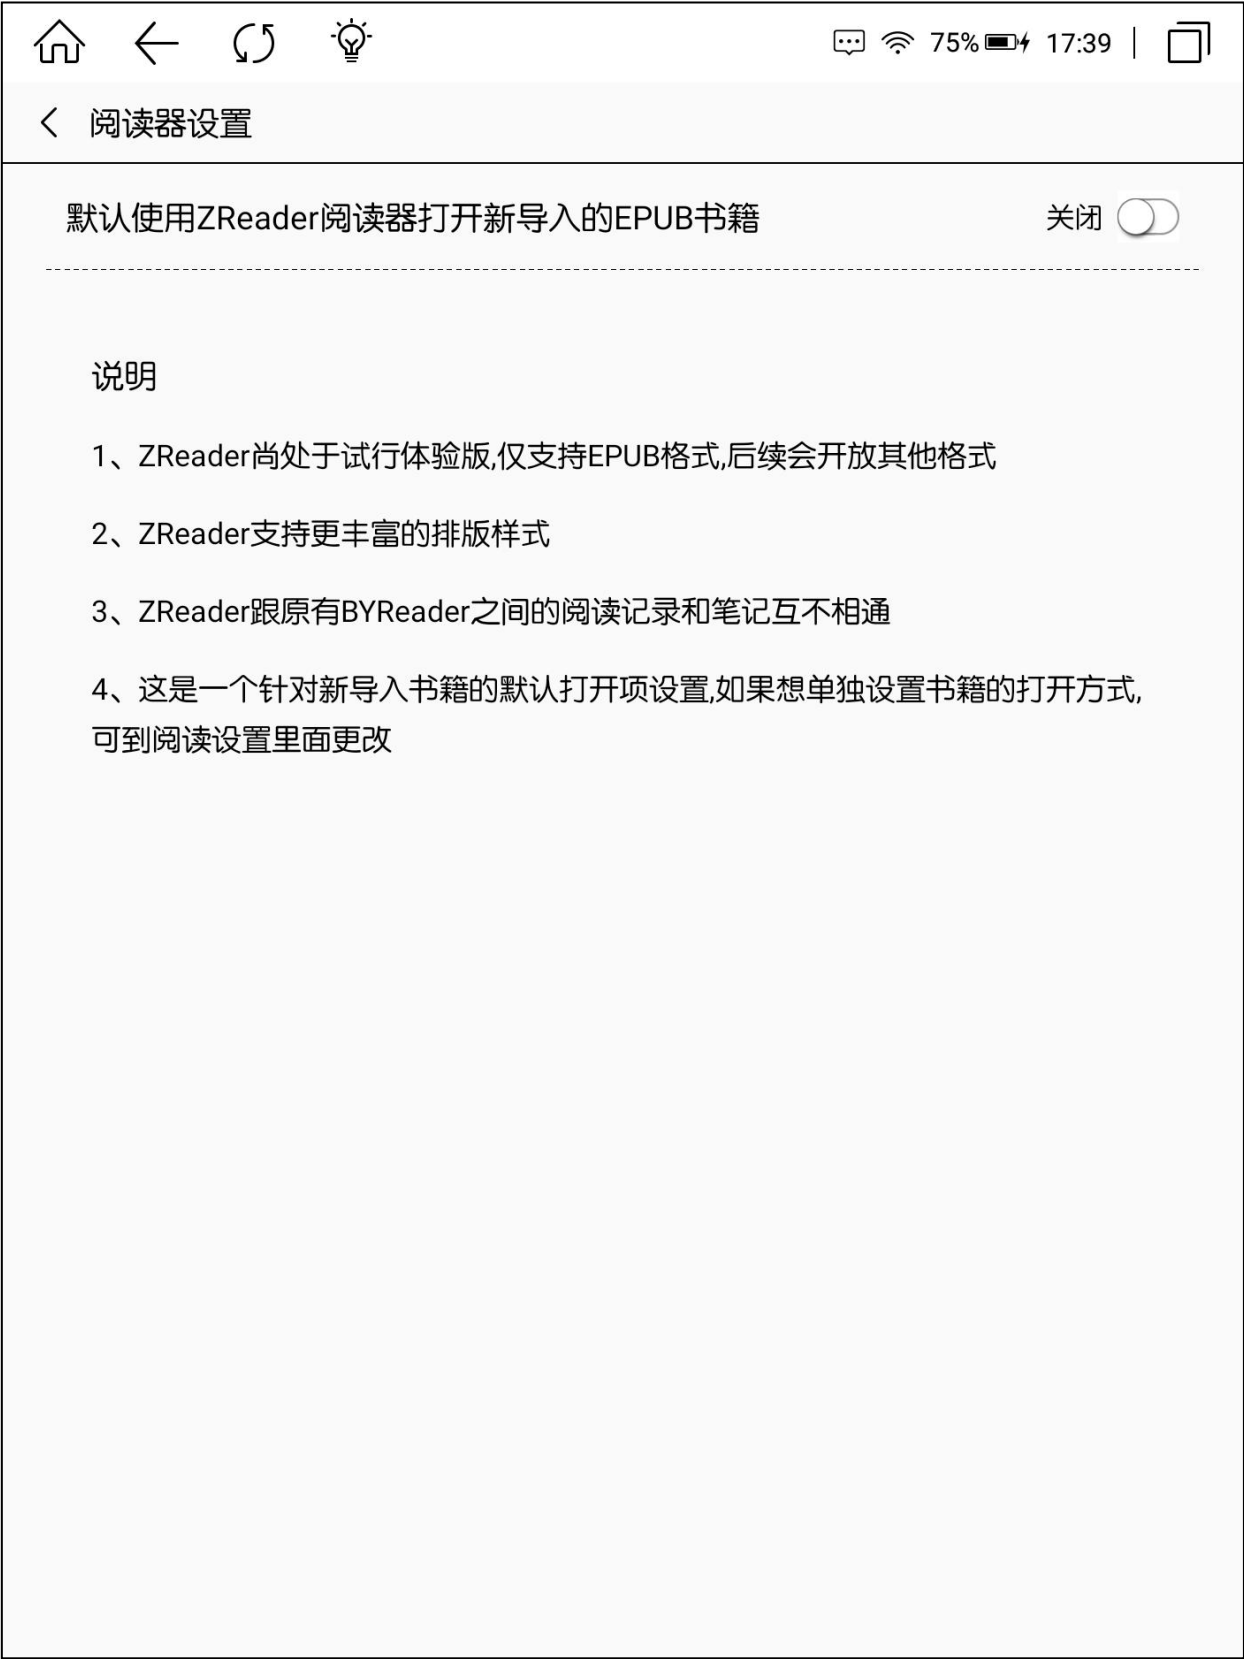 75% 17:39
阅读器设置
默认使用ZReader阅读器打开新导入的EPUB书籍 关闭
说明
1、ZReader尚处于试行体验版,仅支持EPUB格式,后续会开放其他格式
2、ZReader支持更丰富的排版样式
3、ZReader跟原有BYReader之间的阅读记录和笔记互不相通
4、这是一个针对新导入书籍的默认打开项设置,如果想单独设置书籍的打开方式,
可到阅读设置里面更改